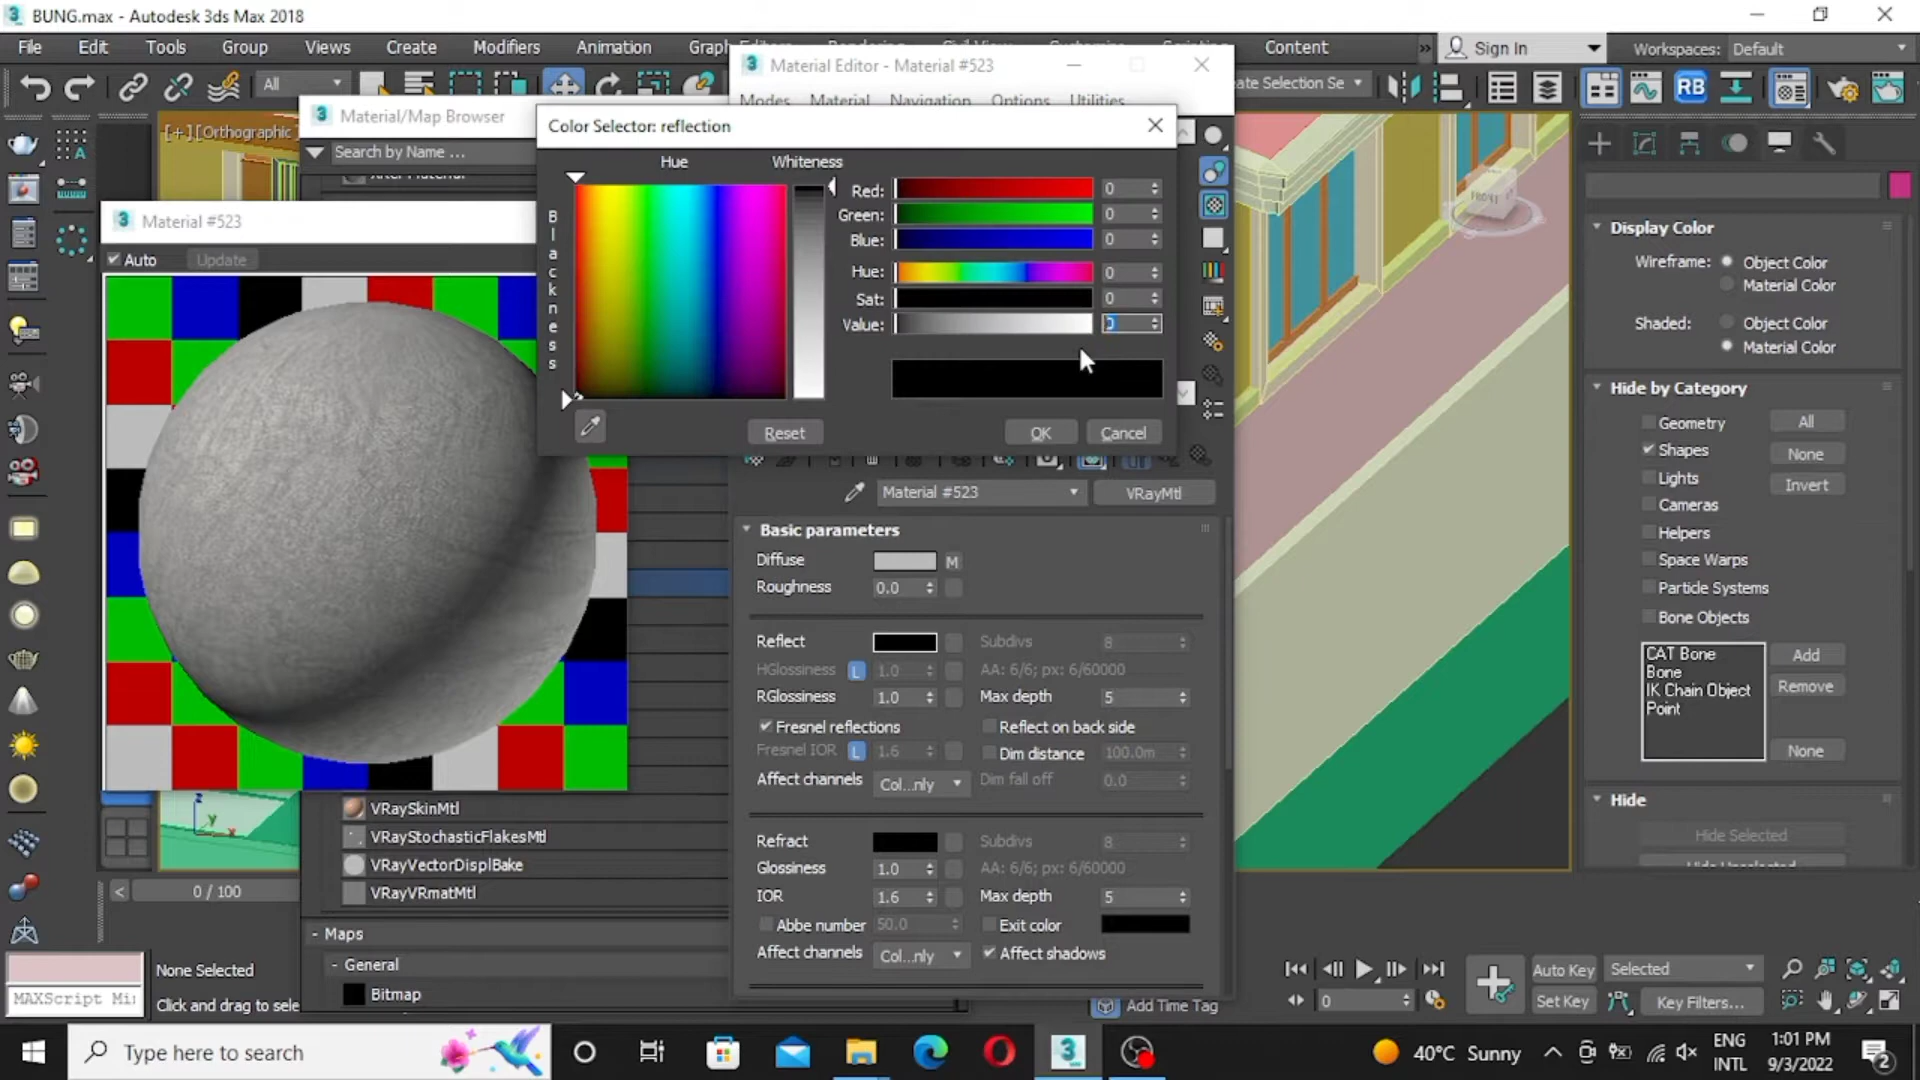 BUNG.max - Autodesk 3ds Max 2018
File Edit Tools Group Views Create Modifiers Animation Content
Sign In
Workspaces: Default
All
Material Editor - Material #523
Modes Material Navigation Options Utilities
Material/Map Browser
Search by Name ...
[+][Orthographic
Color Selector: reflection
Hue Whiteness
Blackness
Red: 0
Green: 0
Blue: 0
Hue: 0
Sat: 0
Value: 0
Reset OK Cancel
Material #523
Auto Update
Material #523 VRayMtl
Basic parameters
Diffuse M
Roughness 0.0
Reflect Subdivs 8
HGlossiness L 1.0 AA: 6/6; px: 6/60000
RGlossiness 1.0 Max depth 5
Fresnel reflections Reflect on back side
Fresnel IOR L 1.6 Dim distance 100.0m
Affect channels Col...nly Dim fall off 0.0
Refract Subdivs 8
Glossiness 1.0 AA: 6/6; px: 6/60000
IOR 1.6 Max depth 5
Abbe number 50.0 Exit color
Affect channels Col...nly Affect shadows
VRaySkinMtl
VRayStochasticFlakesMtl
VRayVectorDisplBake
VRayVRmatMtl
- Maps
- General
Bitmap
FRONT
RB
Display Color
Wireframe: Object Color
Material Color
Shaded: Object Color
Material Color
Hide by Category
Geometry All
Shapes None
Lights Invert
Cameras
Helpers
Space Warps
Particle Systems
Bone Objects
CAT Bone
Bone
IK Chain Object
Point
Add
Remove
None
Hide
Hide Selected
0 / 100
None Selected
MAXScript Mi
Click and drag to sele
Add Time Tag
0
Auto Key Selected
Set Key Key Filters...
Type here to search
40°C Sunny
ENG
INTL
1:01 PM
9/3/2022
2